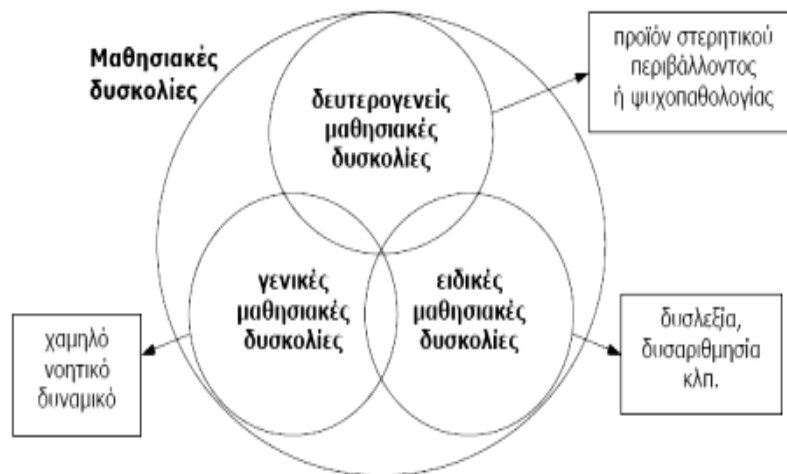 Μαθησιακές
δυσκολίες
δευτερογενείς
μαθησιακές
δυσκολίες
προϊόν στερητικού
περιβάλλοντος
ή ψυχοπαθολογίας
γενικές
μαθησιακές
δυσκολίες
ειδικές
μαθησιακές
δυσκολίες
χαμηλό
νοητικό
δυναμικό
δυσλεξία,
δυσαριθμησία
κλπ.